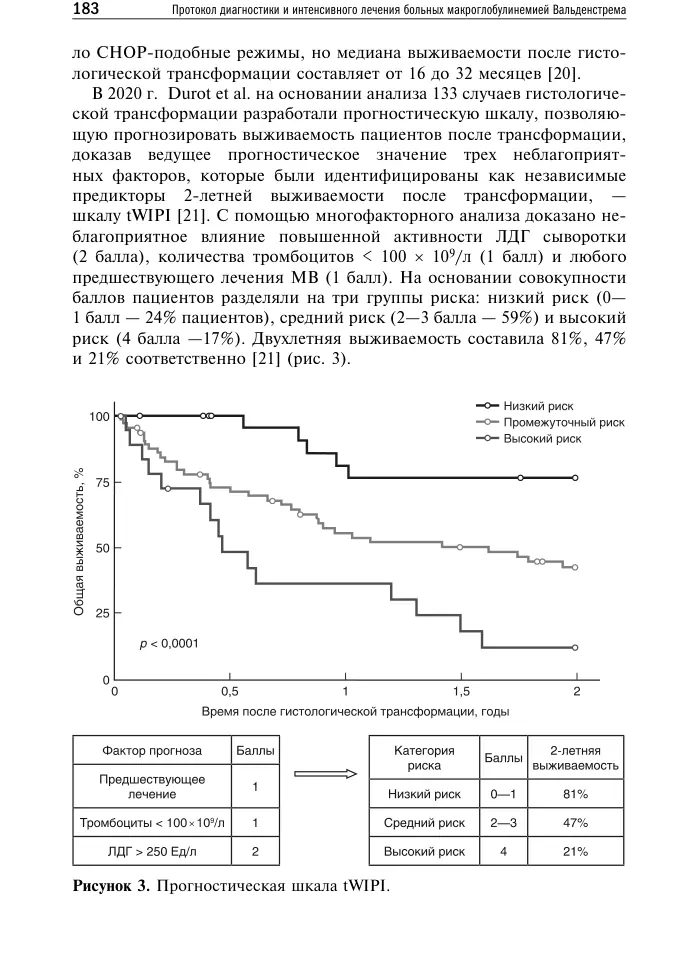 183 Протокол диагностики и интенсивного лечения больных макроглобулинемией Вальденстрема
ло CHOP-подобные режимы, но медиана выживаемости после гисто-
логической трансформации составляет от 16 до 32 месяцев [20].
В 2020 г. Durot et al. на основании анализа 133 случаев гистологиче-
ской трансформации разработали прогностическую шкалу, позволяю-
щую прогнозировать выживаемость пациентов после трансформации,
доказав ведущее прогностическое значение трех неблагоприят-
ных факторов, которые были идентифицированы как независимые
предикторы 2-летней выживаемости после трансформации, —
шкалу tWIPI [21]. С помощью многофакторного анализа доказано не-
благоприятное влияние повышенной активности ЛДГ сыворотки
(2 балла), количества тромбоцитов < 100 × 10⁹/л (1 балл) и любого
предшествующего лечения МВ (1 балл). На основании совокупности
баллов пациентов разделяли на три группы риска: низкий риск (0—
1 балл — 24% пациентов), средний риск (2—3 балла — 59%) и высокий
риск (4 балла —17%). Двухлетняя выживаемость составила 81%, 47%
и 21% соответственно [21] (рис. 3).
Общая выживаемость, %
100
75
50
25
0
Низкий риск
Промежуточный риск
Высокий риск
p < 0,0001
0 0,5 1 1,5 2
Время после гистологической трансформации, годы
Фактор прогноза Баллы
Предшествующее
лечение 1
Тромбоциты < 100 × 10⁹/л 1
ЛДГ > 250 Ед/л 2
Категория
риска Баллы 2-летняя
выживаемость
Низкий риск 0—1 81%
Средний риск 2—3 47%
Высокий риск 4 21%
Рисунок 3. Прогностическая шкала tWIPI.